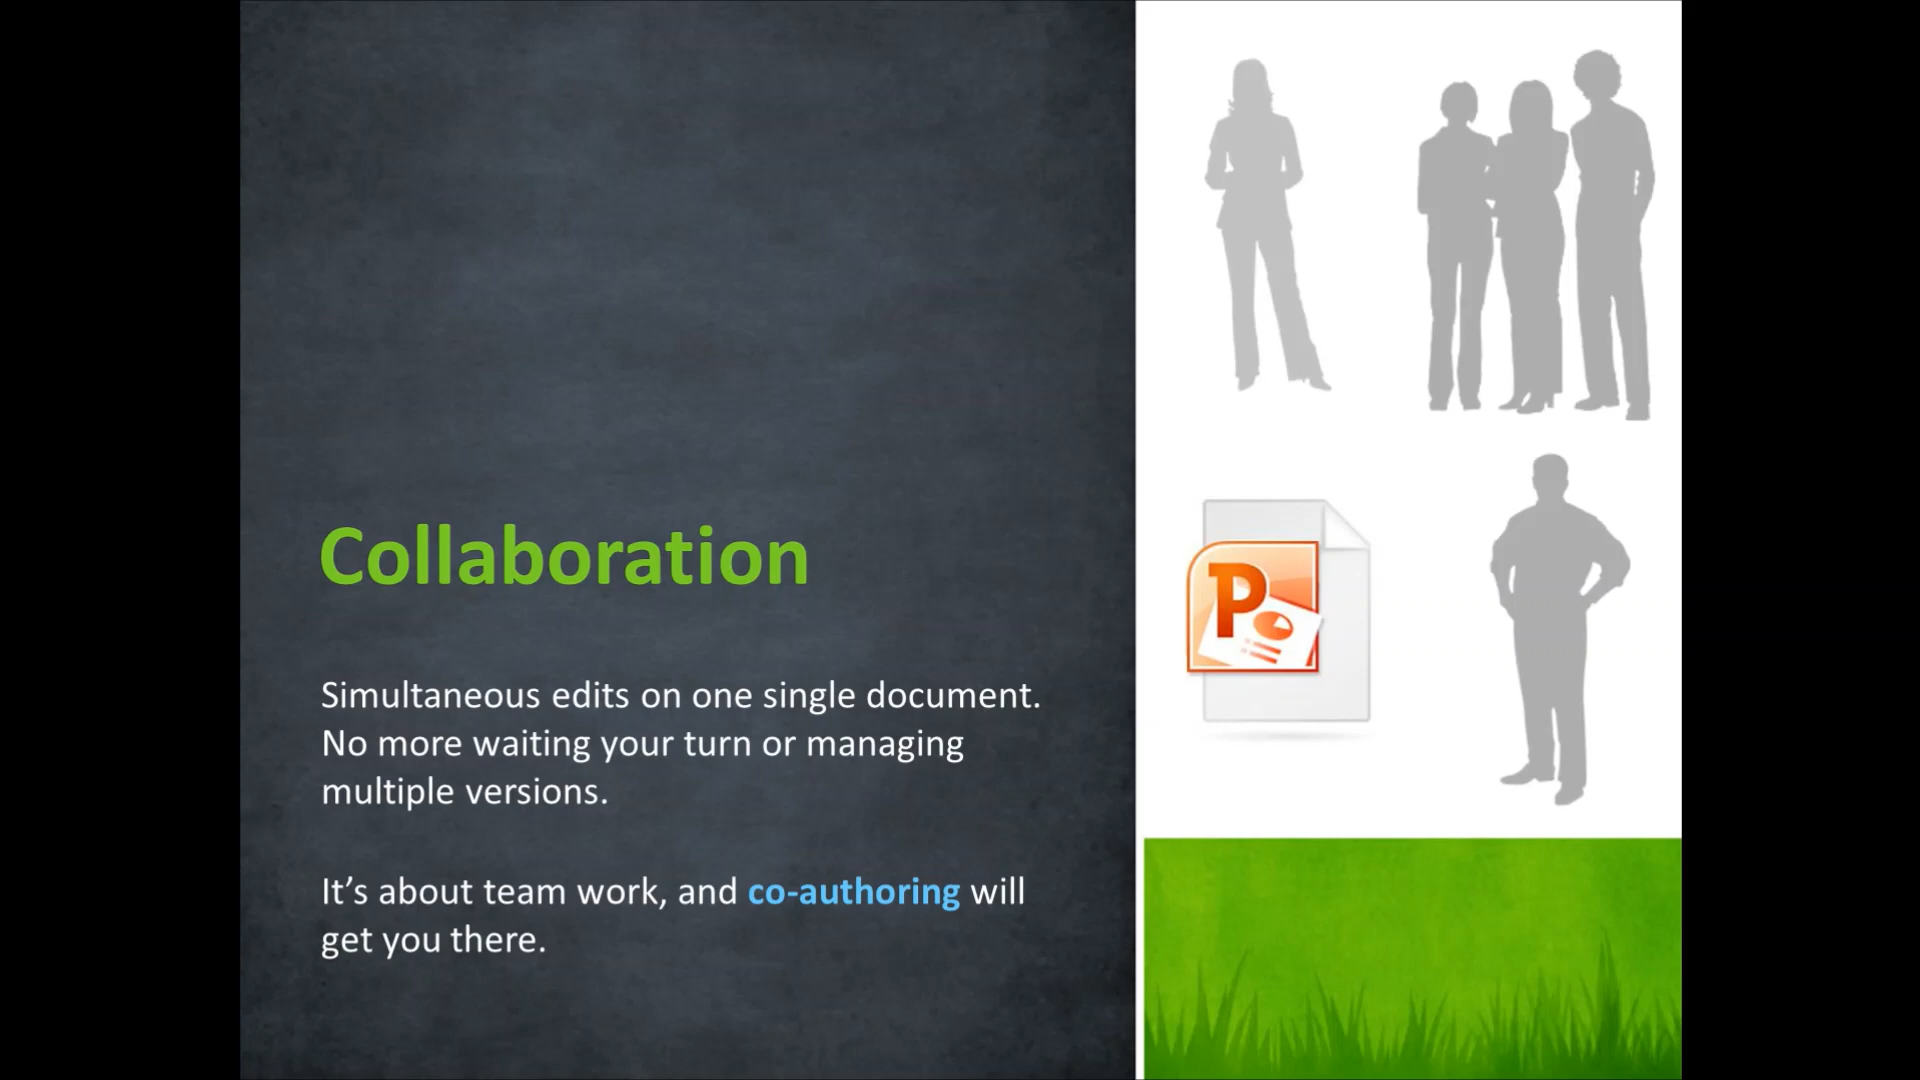 Collaboration
Simultaneous edits on one single document.
No more waiting your turn or managing
multiple versions.
It’s about team work, and co-authoring will
get you there.
P